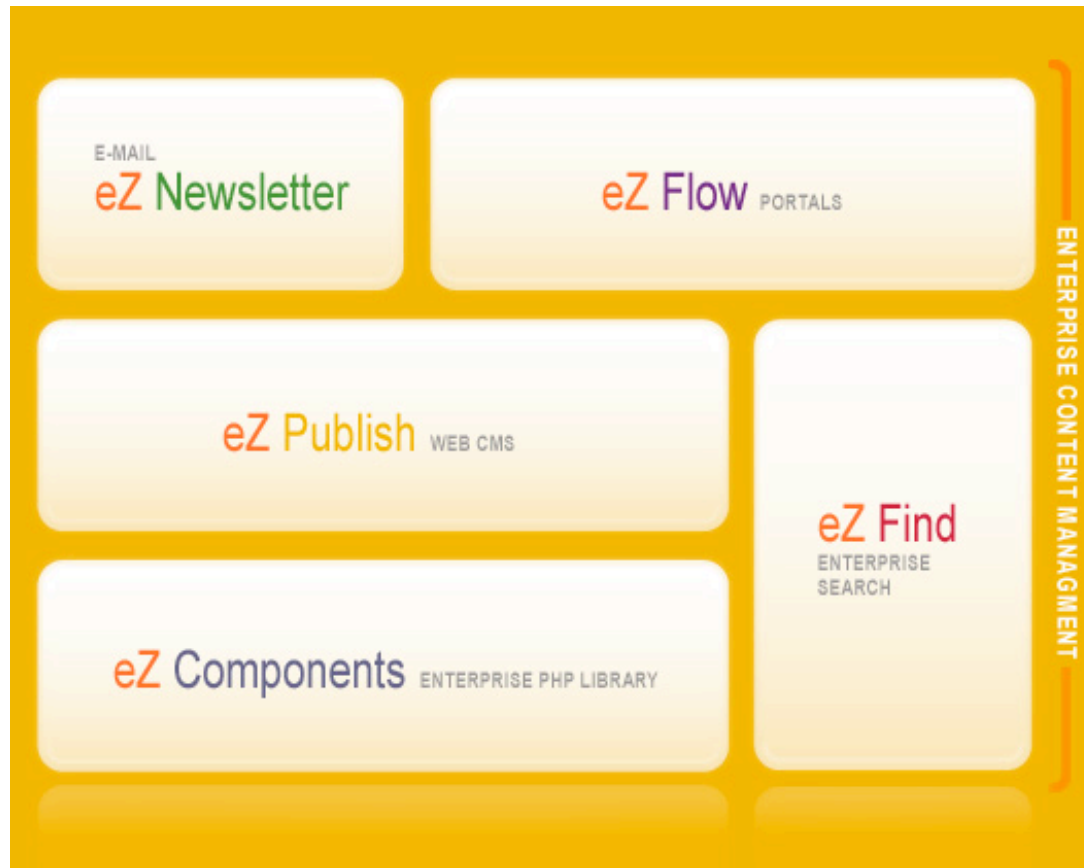 E-MAIL
eZ Newsletter
eZ Flow PORTALS
eZ Publish WEB CMS
eZ Find
ENTERPRISE
SEARCH
eZ Components ENTERPRISE PHP LIBRARY
ENTERPRISE CONTENT MANAGMENT